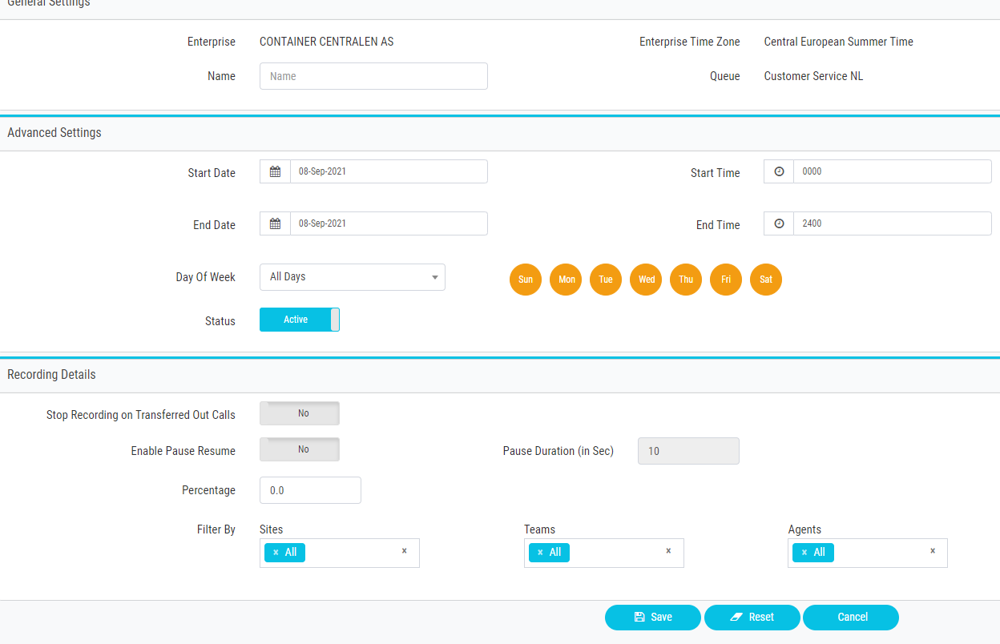 General Settings
Enterprise CONTAINER CENTRALEN AS Enterprise Time Zone Central European Summer Time
Name Name Queue Customer Service NL
Advanced Settings
Start Date 08-Sep-2021 Start Time 0000
End Date 08-Sep-2021 End Time 2400
Day Of Week All Days Sun Mon Tue Wed Thu Fri Sat
Status Active
Recording Details
Stop Recording on Transferred Out Calls No
Enable Pause Resume No Pause Duration (in Sec) 10
Percentage 0.0
Filter By Sites Teams Agents
× All × × All × × All ×
Save Reset Cancel